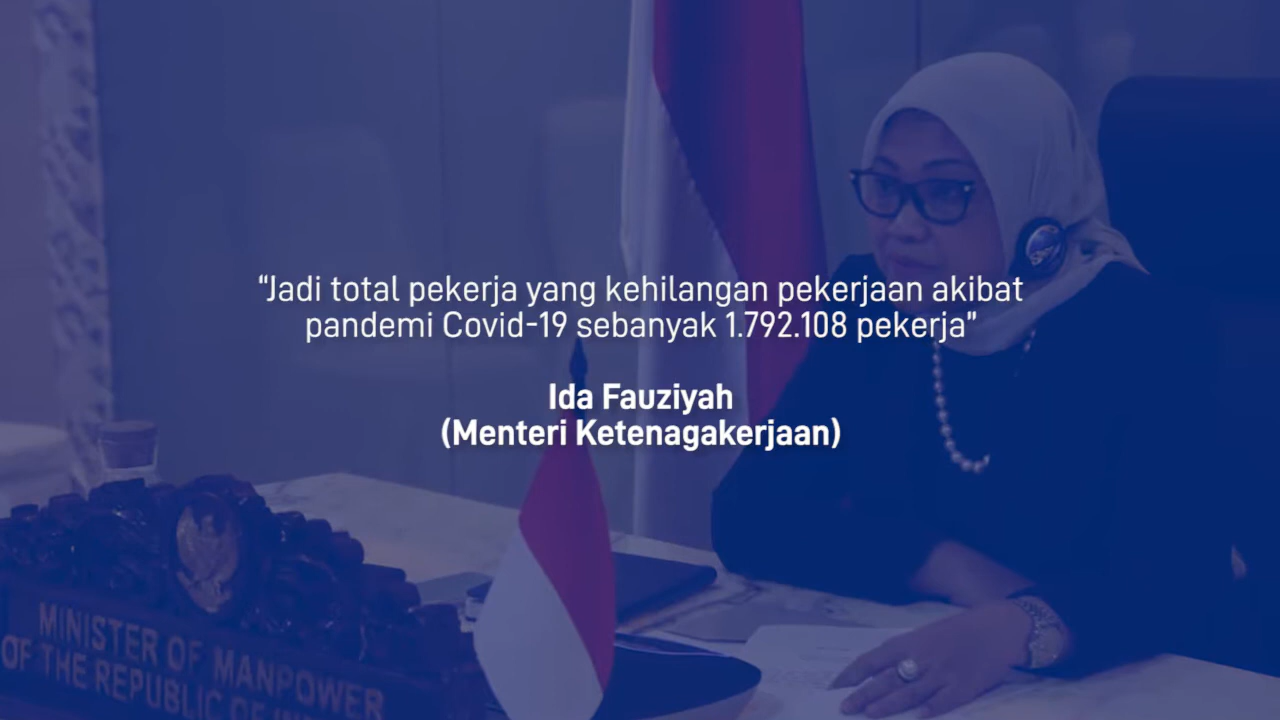 “Jadi total pekerja yang kehilangan pekerjaan akibat
pandemi Covid-19 sebanyak 1.792.108 pekerja”
Ida Fauziyah
(Menteri Ketenagakerjaan)
MINISTER OF MANPOWER
OF THE REPUBLIC OF